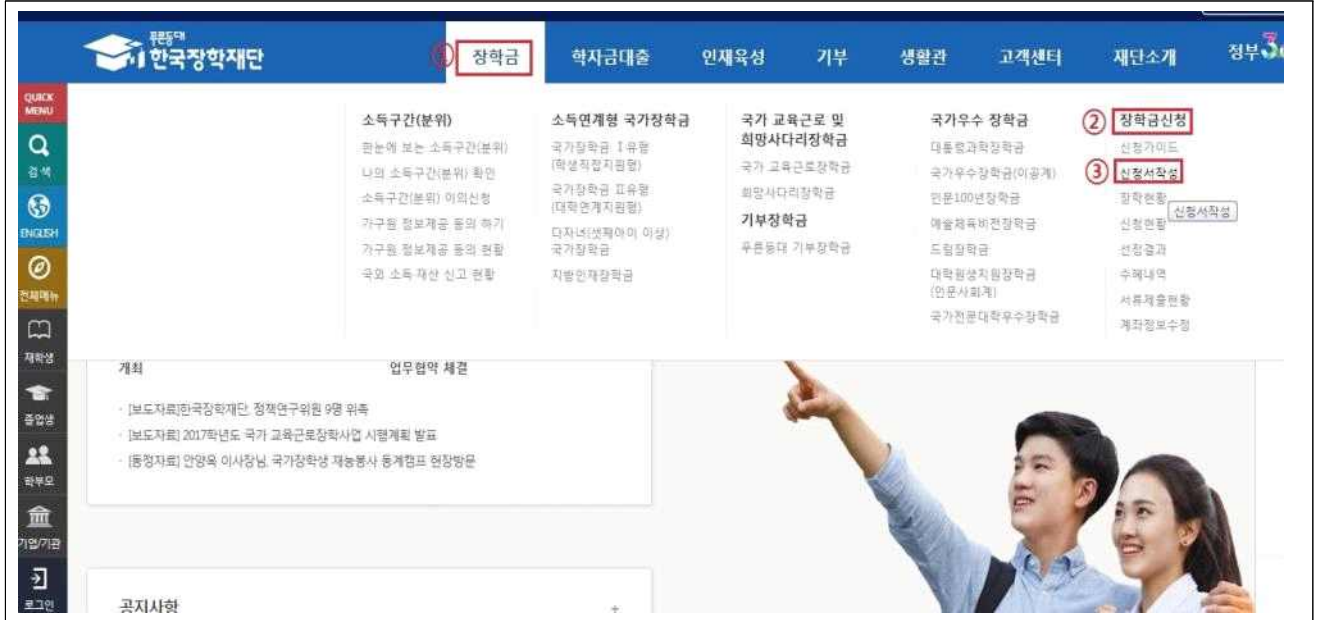 푸른등대
한국장학재단
① 장학금 학자금대출 인재육성 기부 생활관 고객센터 재단소개 정부3.
QUICK
MENU
검색
ENGLISH
전체메뉴
재학생
졸업생
학부모
기업/기관
로그인
소득구간(분위)
한눈에 보는 소득구간(분위)
나의 소득구간(분위) 확인
소득구간(분위) 이의신청
가구원 정보제공 동의 하기
가구원 정보제공 동의 현황
국외 소득·재산 신고 현황
소득연계형 국가장학금
국가장학금 Ⅰ유형
(학생직접지원형)
국가장학금 Ⅱ유형
(대학연계지원형)
다자녀(셋째아이 이상)
국가장학금
지방인재장학금
국가 교육근로 및
희망사다리장학금
국가 교육근로장학금
희망사다리장학금
기부장학금
푸른등대 기부장학금
국가우수 장학금
대통령과학장학금
국가우수장학금(이공계)
인문100년장학금
예술체육비전장학금
드림장학금
대학원생지원장학금
(인문사회계)
국가전문대학우수장학금
② 장학금신청
신청가이드
③ 신청서작성
장학현황
신청서작성
신청현황
선정결과
수혜내역
서류제출현황
계좌정보수정
개최 업무협약 체결
· [보도자료]한국장학재단, 정책연구위원 9명 위촉
· [보도자료] 2017학년도 국가 교육근로장학사업 시행계획 발표
· [동정자료] 안양옥 이사장님, 국가장학생 재능봉사 동계캠프 현장방문
공지사항 +